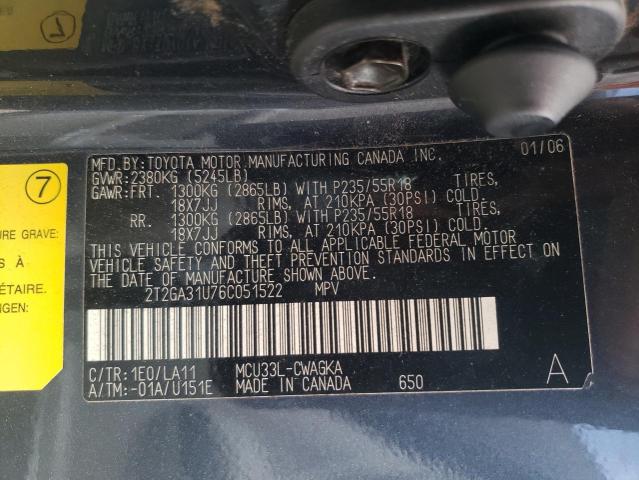 7
URE GRAVE:
S À
ÉTAIRE.
NGEN:
MFD.BY:TOYOTA MOTOR MANUFACTURING CANADA INC. 01/06
GVWR:2380KG (5245LB)
GAWR:FRT. 1300KG (2865LB) WITH P235/55R18 TIRES,
18X7JJ RIMS, AT 210KPA (30PSI) COLD.
RR. 1300KG (2865LB) WITH P235/55R18 TIRES,
18X7JJ RIMS, AT 210KPA (30PSI) COLD.
THIS VEHICLE CONFORMS TO ALL APPLICABLE FEDERAL MOTOR
VEHICLE SAFETY AND THEFT PREVENTION STANDARDS IN EFFECT ON
THE DATE OF MANUFACTURE SHOWN ABOVE.
2T2GA31U76C051522 MPV
C/TR:1E0/LA11 MCU33L-CWAGKA
A/TM:-01A/U151E MADE IN CANADA 650 A